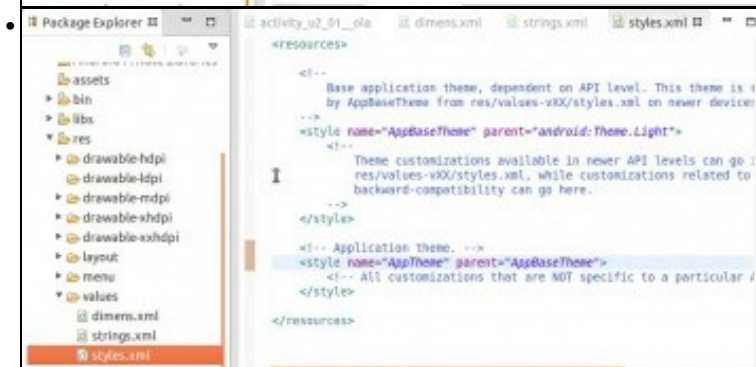 Package Explorer
activity_u2_01__ola
dimens.xml
strings.xml
styles.xml
assets
bin
libs
res
drawable-hdpi
drawable-ldpi
drawable-mdpi
drawable-xhdpi
drawable-xxhdpi
layout
menu
values
dimens.xml
strings.xml
styles.xml
<resources>
<!--
Base application theme, dependent on API level. This theme is
by AppBaseTheme from res/values-vXX/styles.xml on newer device
-->
<style name="AppBaseTheme" parent="android:Theme.Light">
<!--
Theme customizations available in newer API levels can go
res/values-vXX/styles.xml, while customizations related to
backward-compatibility can go here.
-->
</style>
<!-- Application theme. -->
<style name="AppTheme" parent="AppBaseTheme">
<!-- All customizations that are NOT specific to a particular
</style>
</resources>